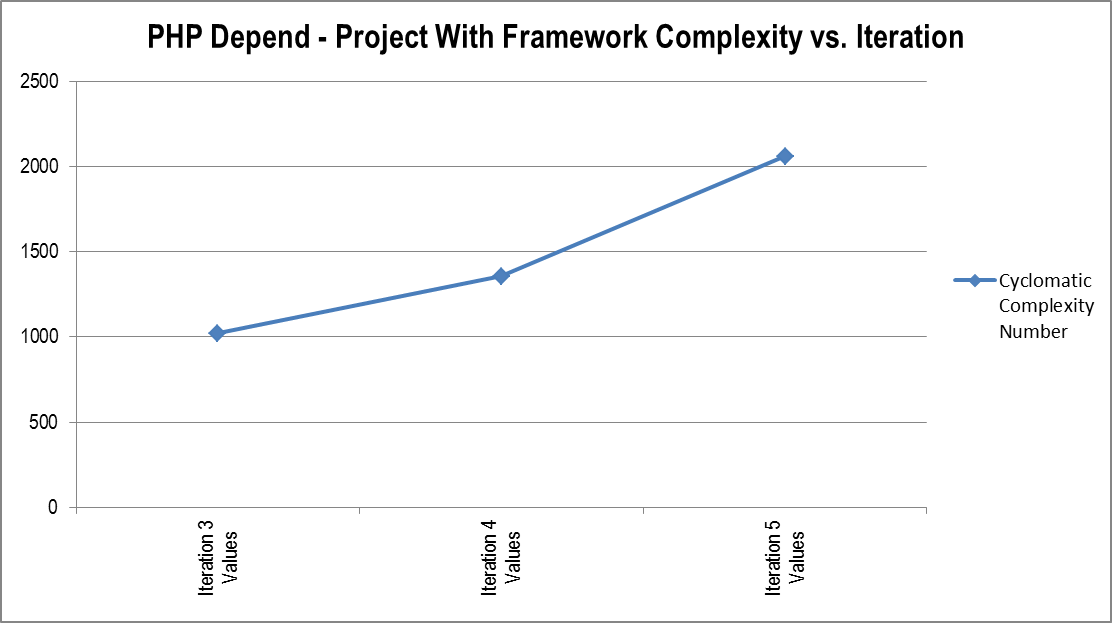 PHP Depend - Project With Framework Complexity vs. Iteration
2500
2000
1500
1000
500
0
Iteration 3
Values
Iteration 4
Values
Iteration 5
Values
Cyclomatic
Complexity
Number